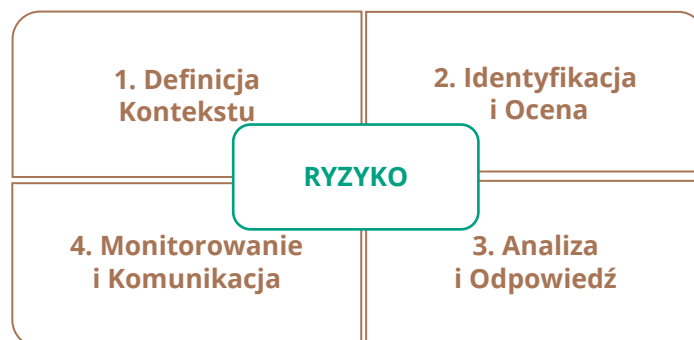 1. Definicja
Kontekstu
2. Identyfikacja
i Ocena
RYZYKO
4. Monitorowanie
i Komunikacja
3. Analiza
i Odpowiedź